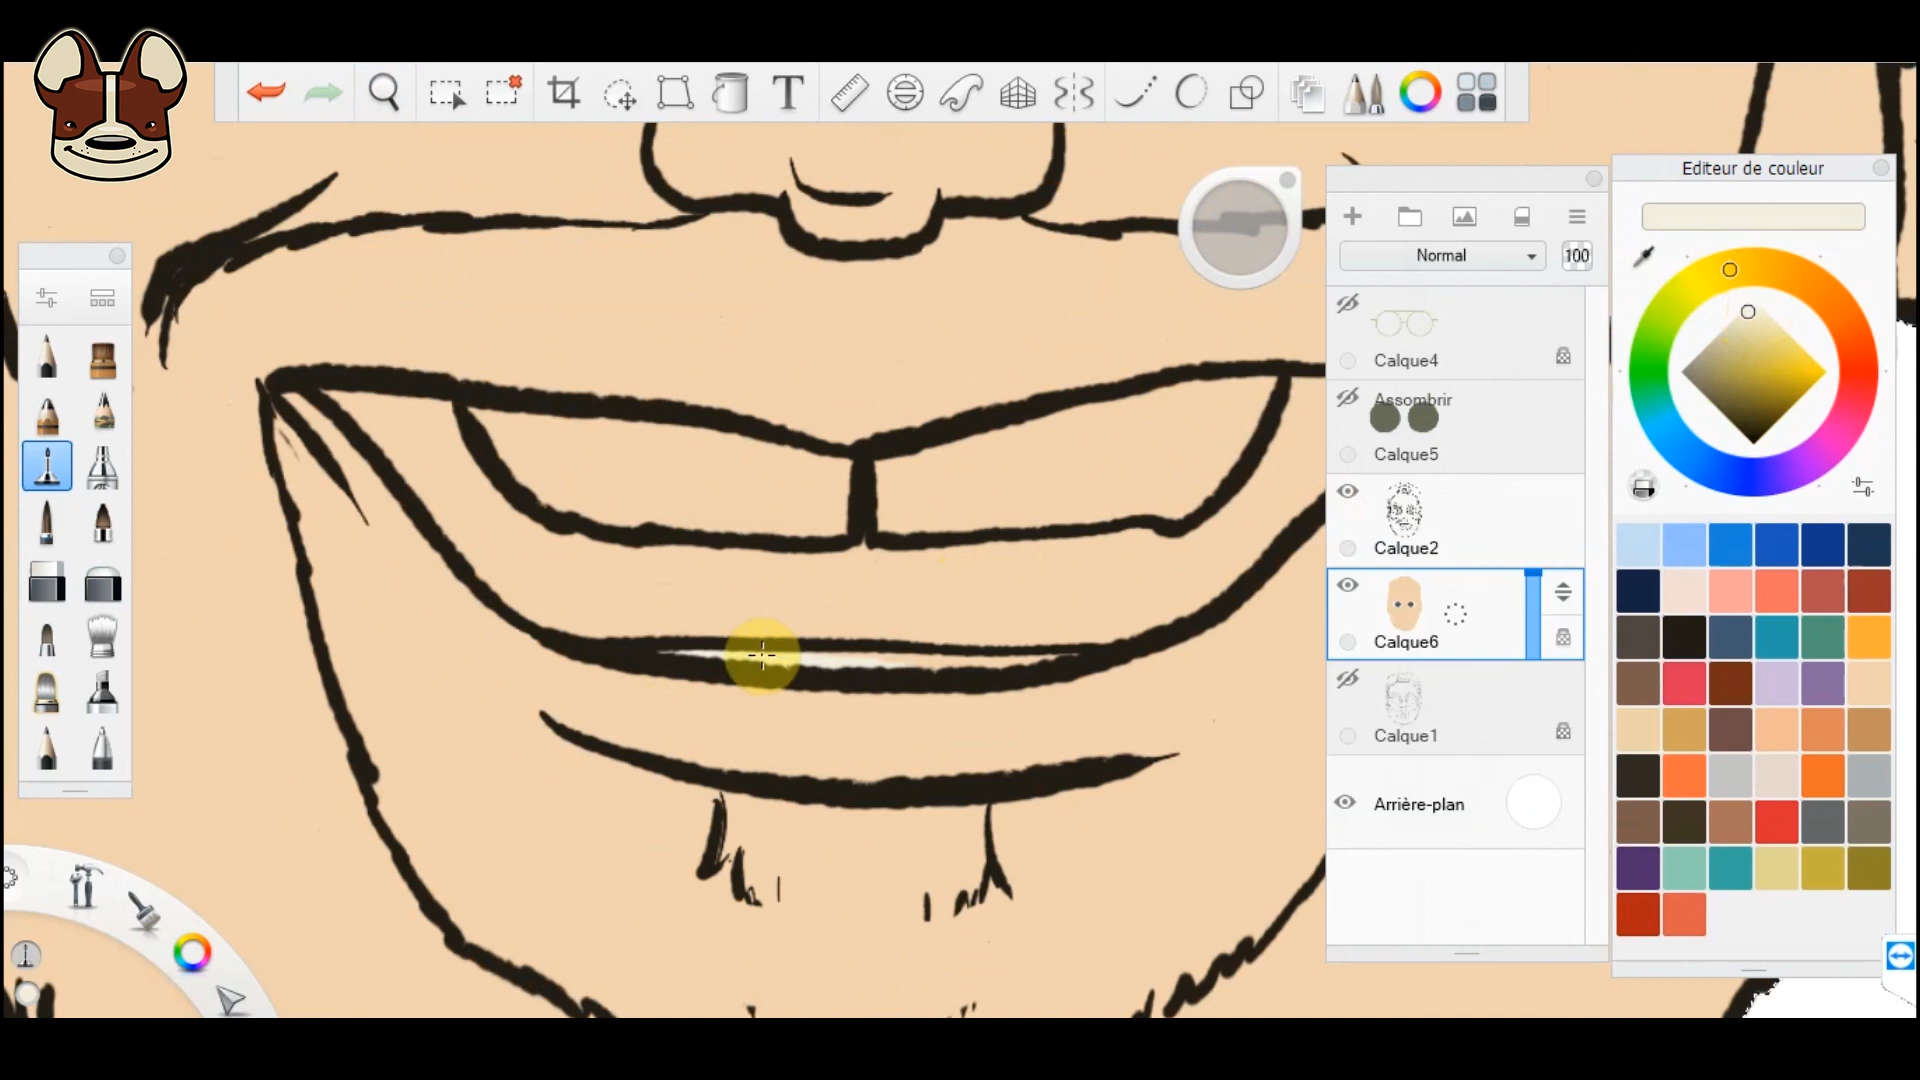 T
Editeur de couleur
Normal
100
Calque4
Assombrir
Calque5
Calque2
Calque6
Calque1
Arrière-plan